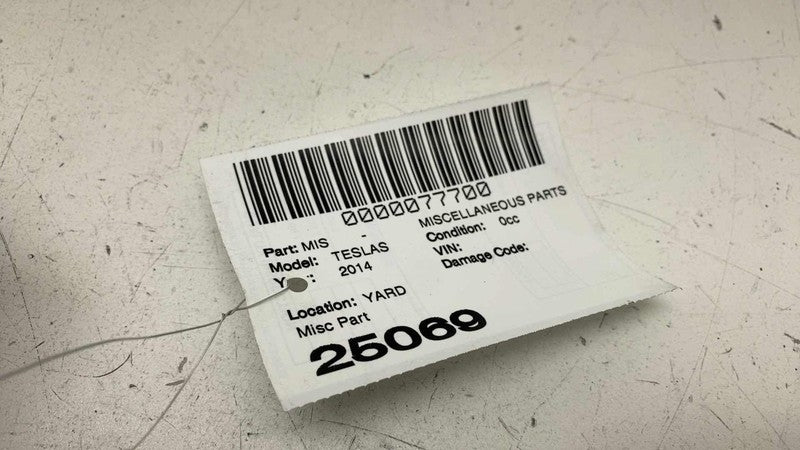 0000077700
Part: MIS - MISCELLANEOUS PARTS
Model: TESLAS Condition: 0cc
2014 VIN:
Damage Code:
Location: YARD
Misc Part
25069